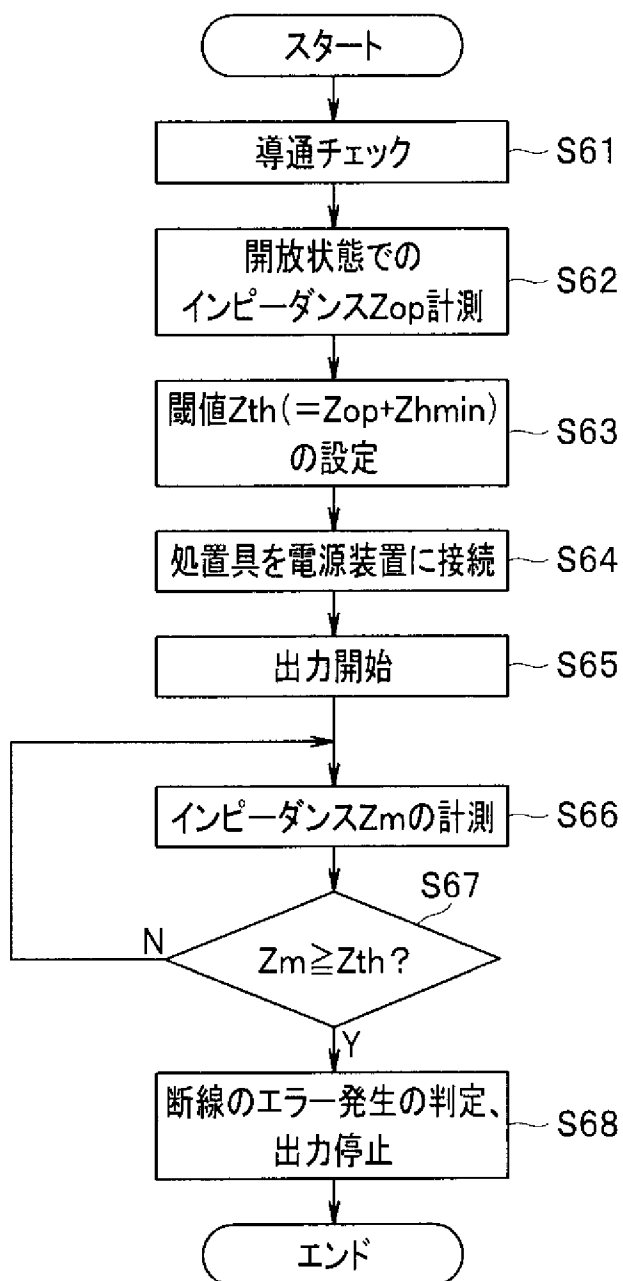 スタート
導通チェック
S61
開放状態での
インピーダンスZop計測
S62
閾値Zth(=Zop+Zhmin)
の設定
S63
処置具を電源装置に接続
S64
出力開始
S65
インピーダンスZmの計測
S66
S67
Zm≧Zth?
N
Y
断線のエラー発生の判定、
出力停止
S68
エンド